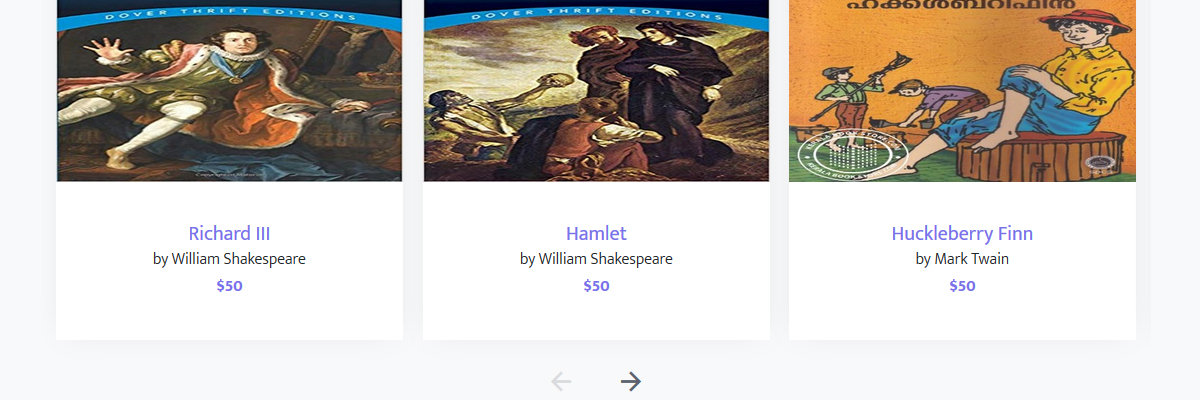 DOVER THRIFT EDITIONS
DOVER THRIFT EDITIONS
ഹക്കിൾബറിഫിൻ
Richard III
by William Shakespeare
$50
Hamlet
by William Shakespeare
$50
Huckleberry Finn
by Mark Twain
$50